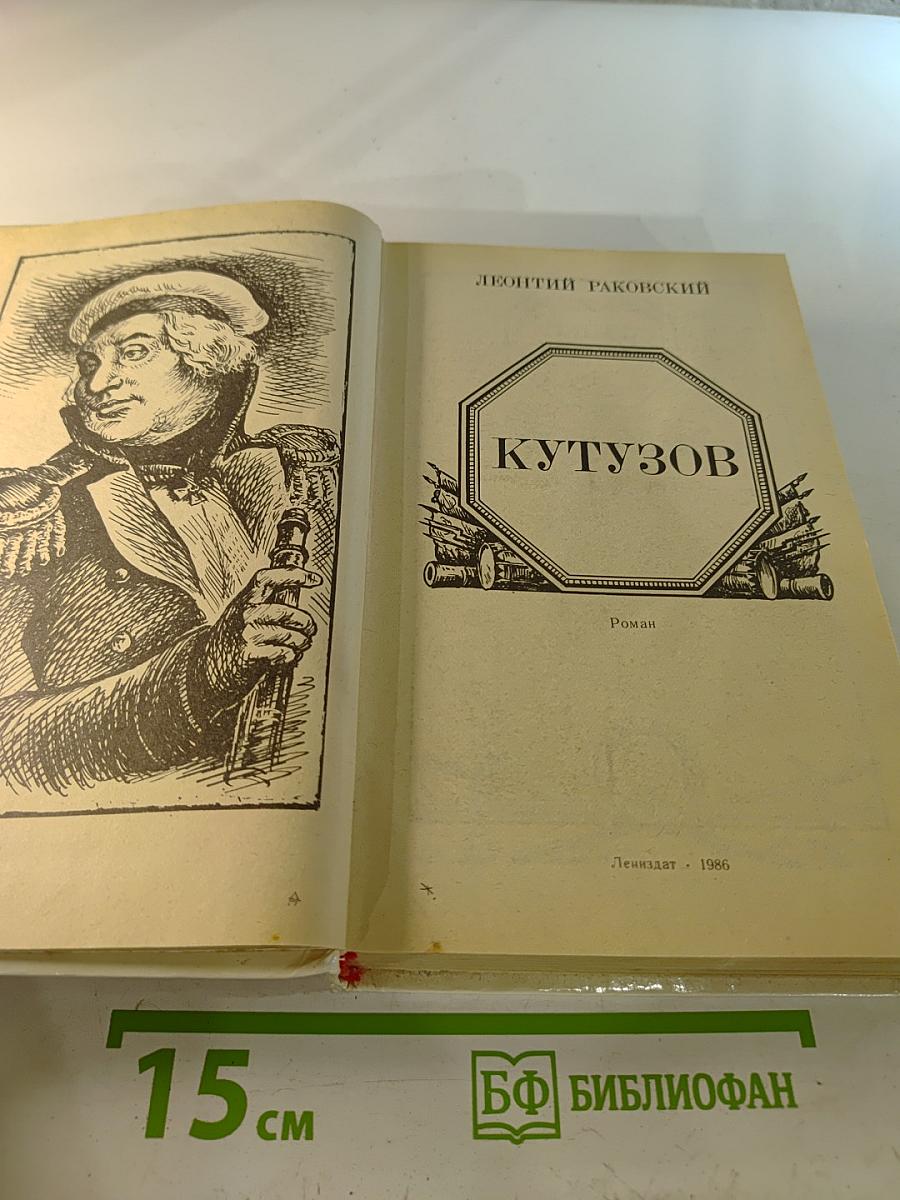 ЛЕОНТИЙ РАКОВСКИЙ
КУТУЗОВ
Роман
Лениздат · 1986
15 см
БФ БИБЛИОФАН